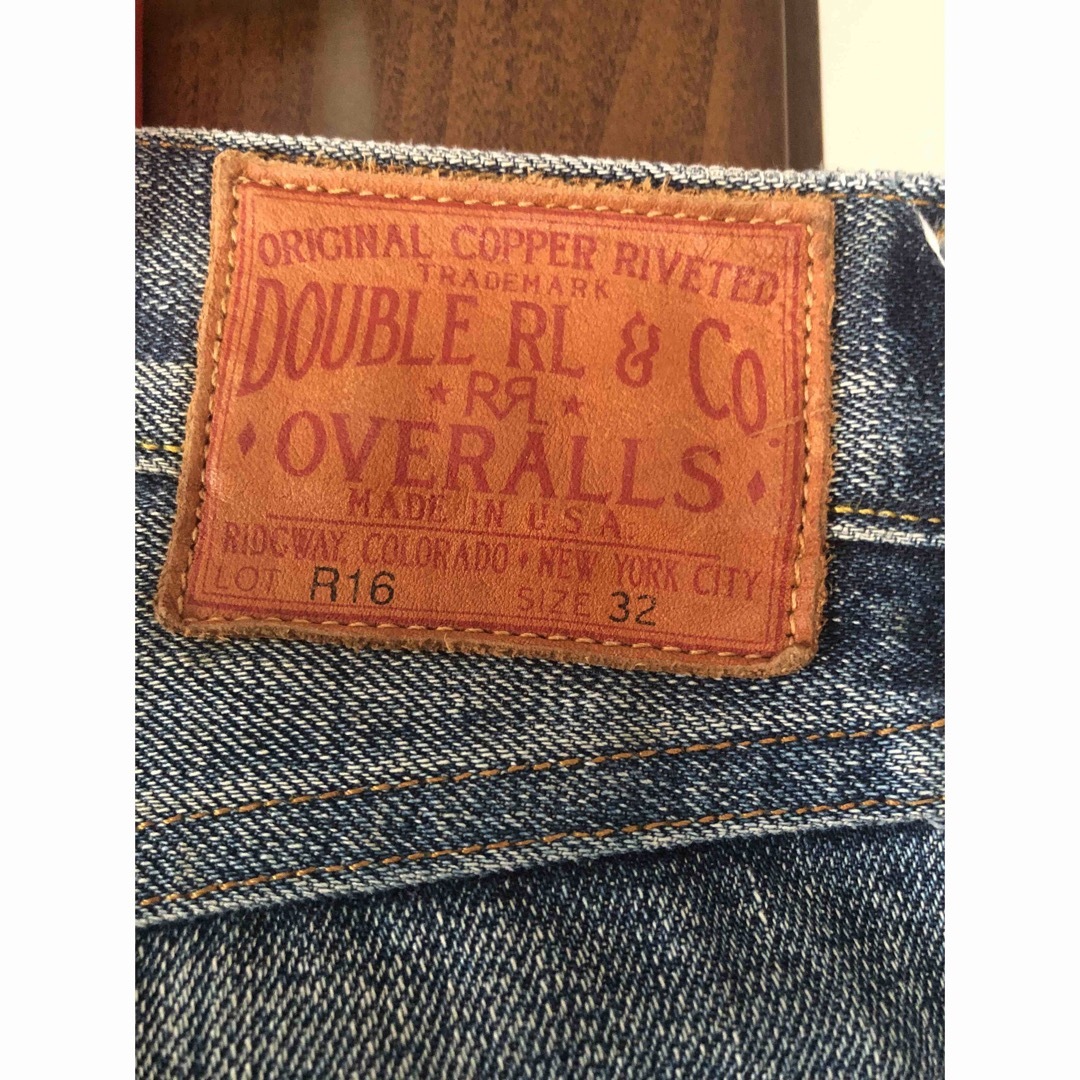 ORIGINAL COPPER RIVETED
TRADEMARK
DOUBLE RL & CO.
★ RRL ★
♦ OVERALLS ♦
MADE IN U.S.A.
RIDGWAY COLORADO • NEW YORK CITY
LOT R16 SIZE 32